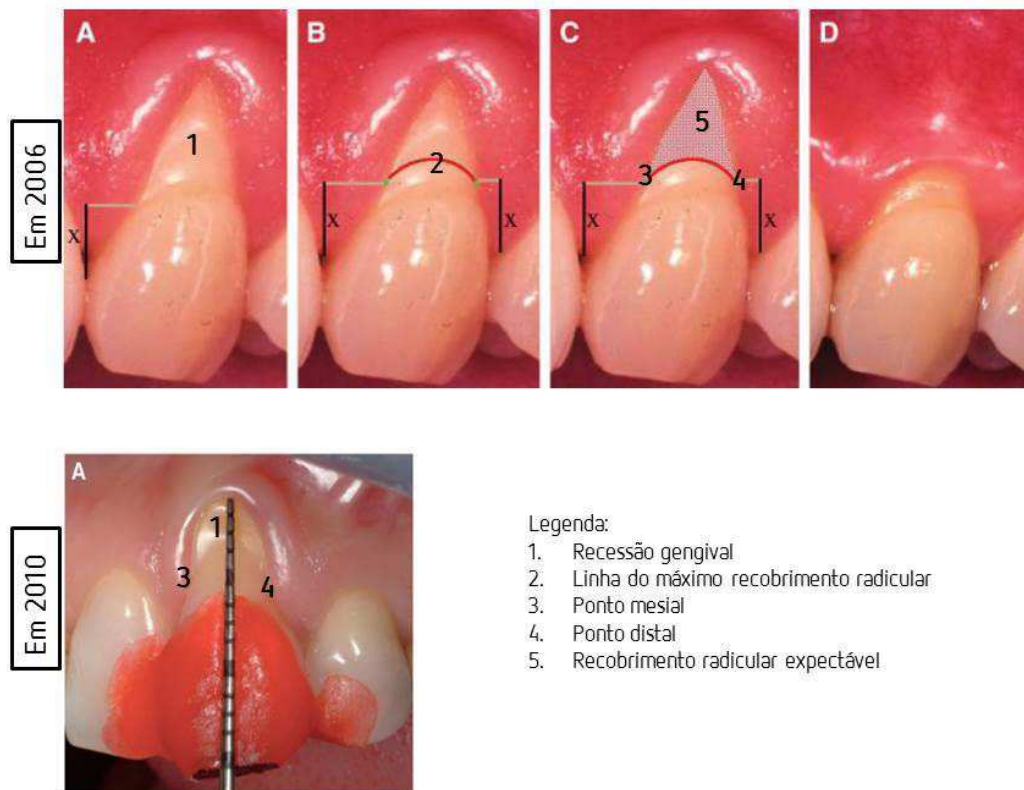 Em 2006
A
1
x
B
2
x
x
C
5
3
4
x
x
D
Em 2010
A
1
3
4
Legenda:
1. Recessão gengival
2. Linha do máximo recobrimento radicular
3. Ponto mesial
4. Ponto distal
5. Recobrimento radicular expectável